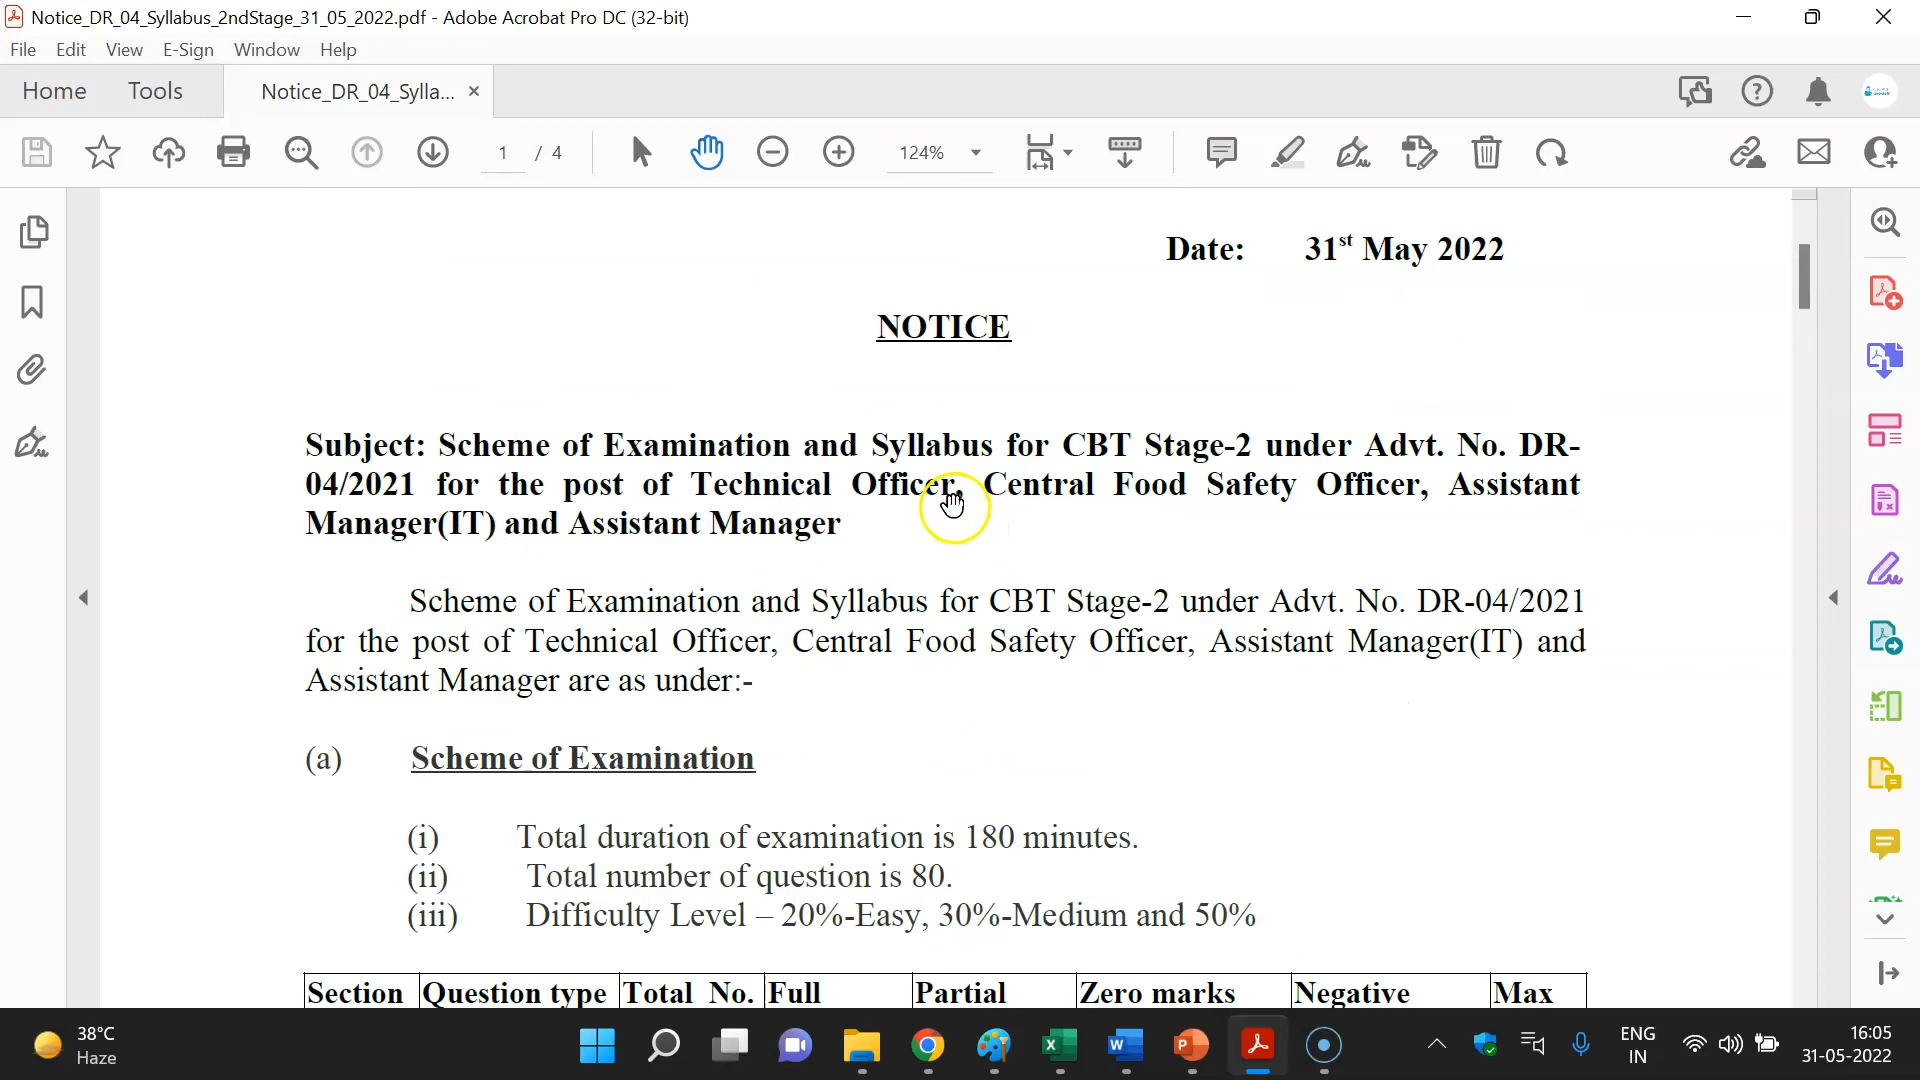 Notice_DR_04_Syllabus_2ndStage_31_05_2022.pdf - Adobe Acrobat Pro DC (32-bit)
File Edit View E-Sign Window Help
Home Tools Notice_DR_04_Sylla... ×
1 / 4 124%
Date: 31st May 2022
NOTICE
Subject: Scheme of Examination and Syllabus for CBT Stage-2 under Advt. No. DR-
04/2021 for the post of Technical Officer, Central Food Safety Officer, Assistant
Manager(IT) and Assistant Manager
Scheme of Examination and Syllabus for CBT Stage-2 under Advt. No. DR-04/2021
for the post of Technical Officer, Central Food Safety Officer, Assistant Manager(IT) and
Assistant Manager are as under:-
(a) Scheme of Examination
(i) Total duration of examination is 180 minutes.
(ii) Total number of question is 80.
(iii) Difficulty Level – 20%-Easy, 30%-Medium and 50%
Section Question type Total No. Full Partial Zero marks Negative Max
38°C
Haze
ENG
IN
16:05
31-05-2022